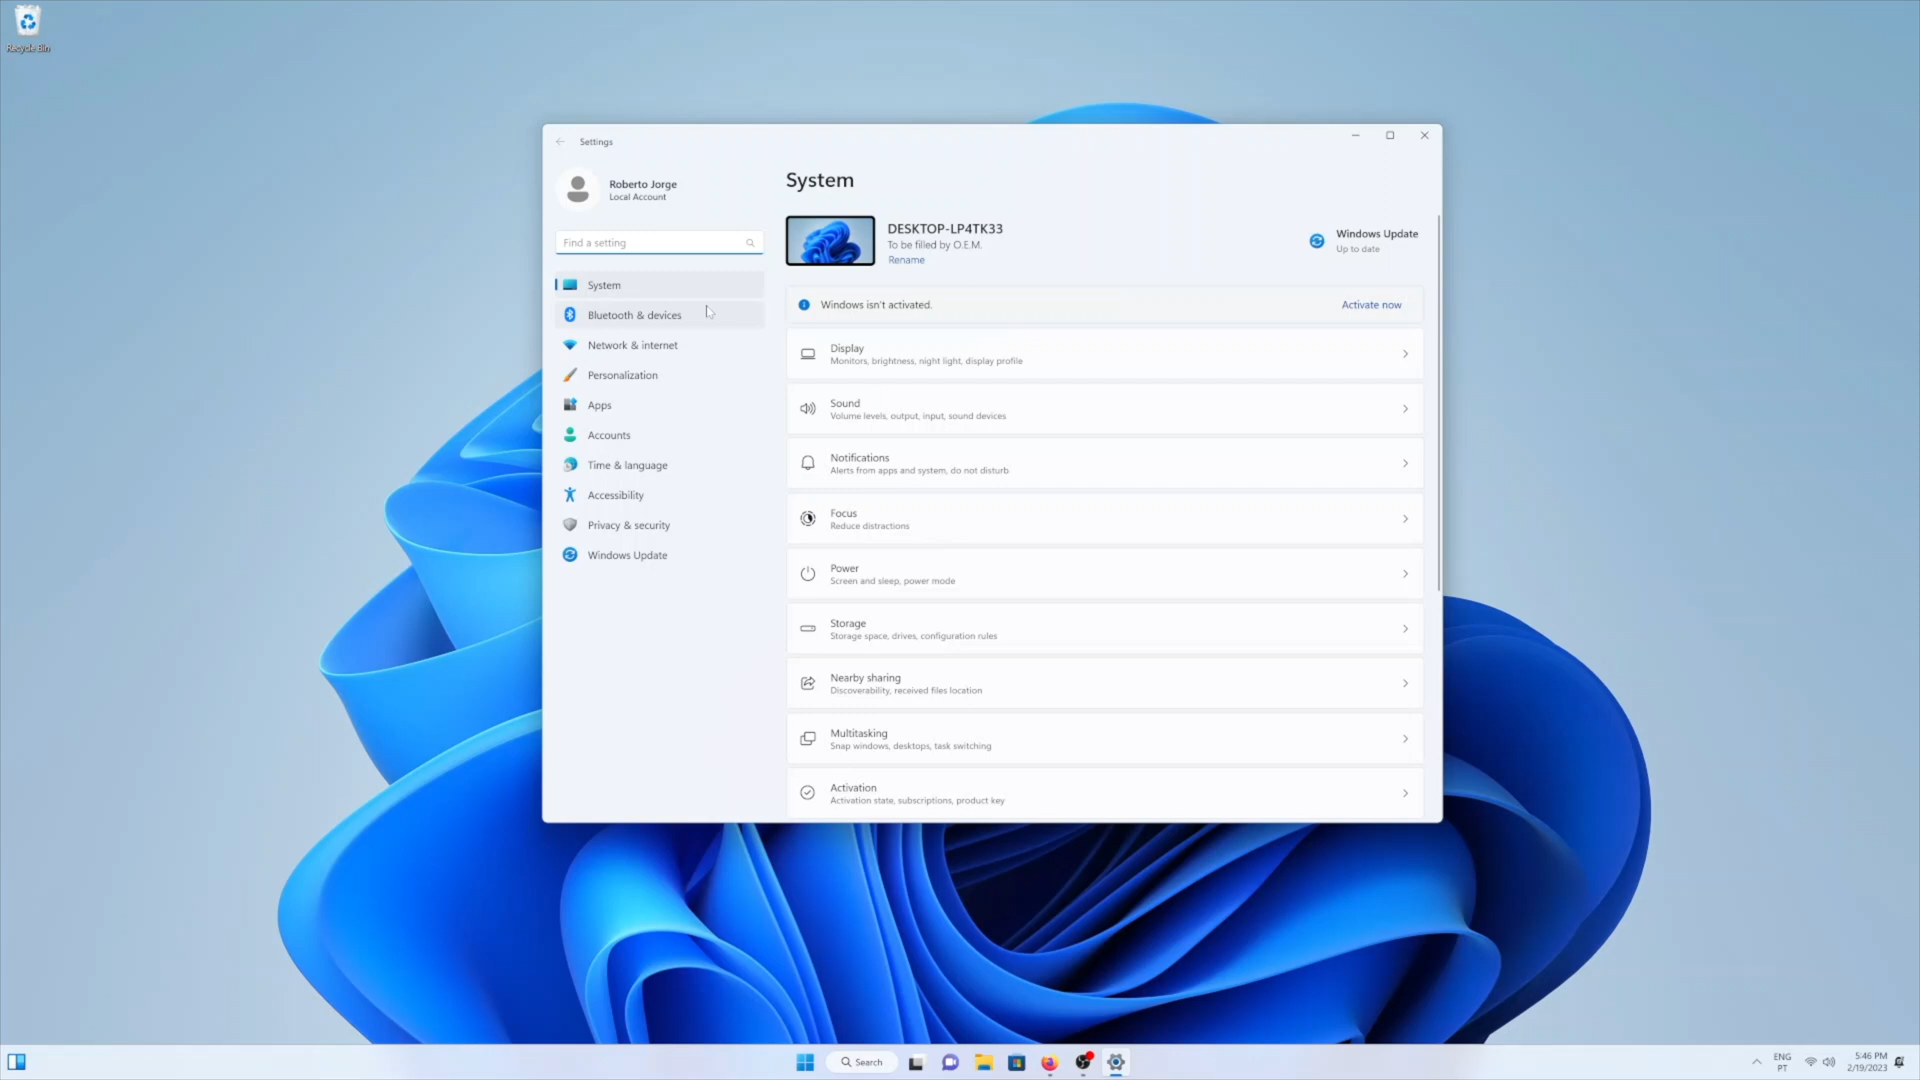 Recycle Bin
Settings
Roberto Jorge
Local Account
Find a setting
System
Bluetooth & devices
Network & internet
Personalization
Apps
Accounts
Time & language
Accessibility
Privacy & security
Windows Update
System
DESKTOP-LP4TK33
To be filled by O.E.M.
Rename
Windows Update
Up to date
Windows isn't activated.
Activate now
Display
Monitors, brightness, night light, display profile
Sound
Volume levels, output, input, sound devices
Notifications
Alerts from apps and system, do not disturb
Focus
Reduce distractions
Power
Screen and sleep, power mode
Storage
Storage space, drives, configuration rules
Nearby sharing
Discoverability, received files location
Multitasking
Snap windows, desktops, task switching
Activation
Activation state, subscriptions, product key
Search
ENG
PT
5:46 PM
2/19/2023